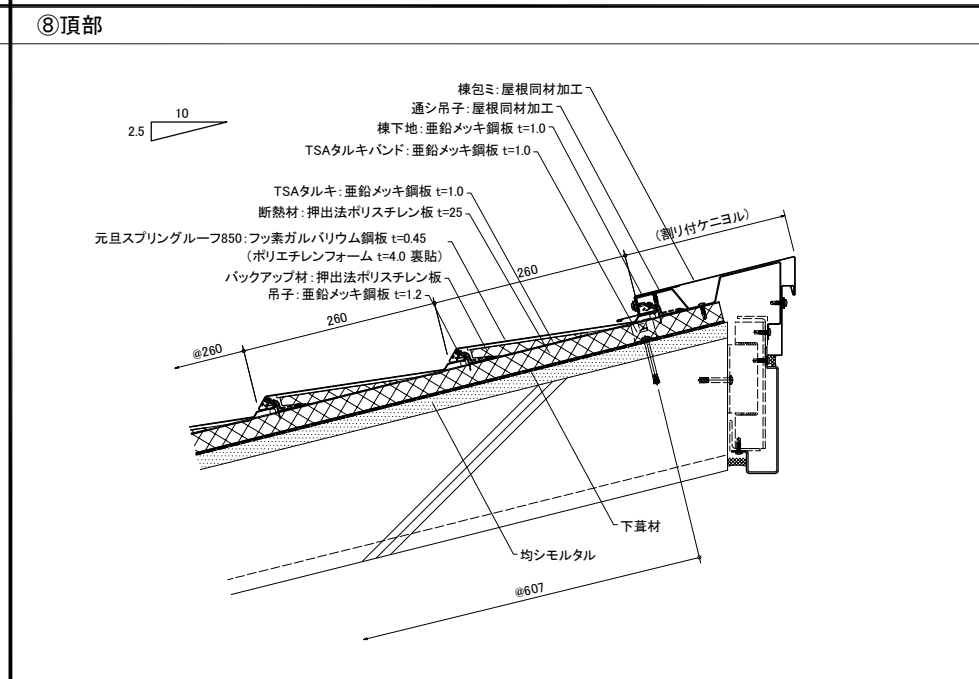 ⑧頂部
棟包ミ:屋根同材加工
通シ吊子:屋根同材加工
棟下地:亜鉛メッキ鋼板 t=1.0
TSAタルキバンド:亜鉛メッキ鋼板 t=1.0
10
2.5
TSAタルキ:亜鉛メッキ鋼板 t=1.0
断熱材:押出法ポリスチレン板 t=25
元旦スプリングルーフ850:フッ素ガルバリウム鋼板 t=0.45
(ポリエチレンフォーム t=4.0 裏貼)
バックアップ材:押出法ポリスチレン板
吊子:亜鉛メッキ鋼板 t=1.2
(割リ付ケニヨル)
260
260
@260
下葺材
均シモルタル
@607